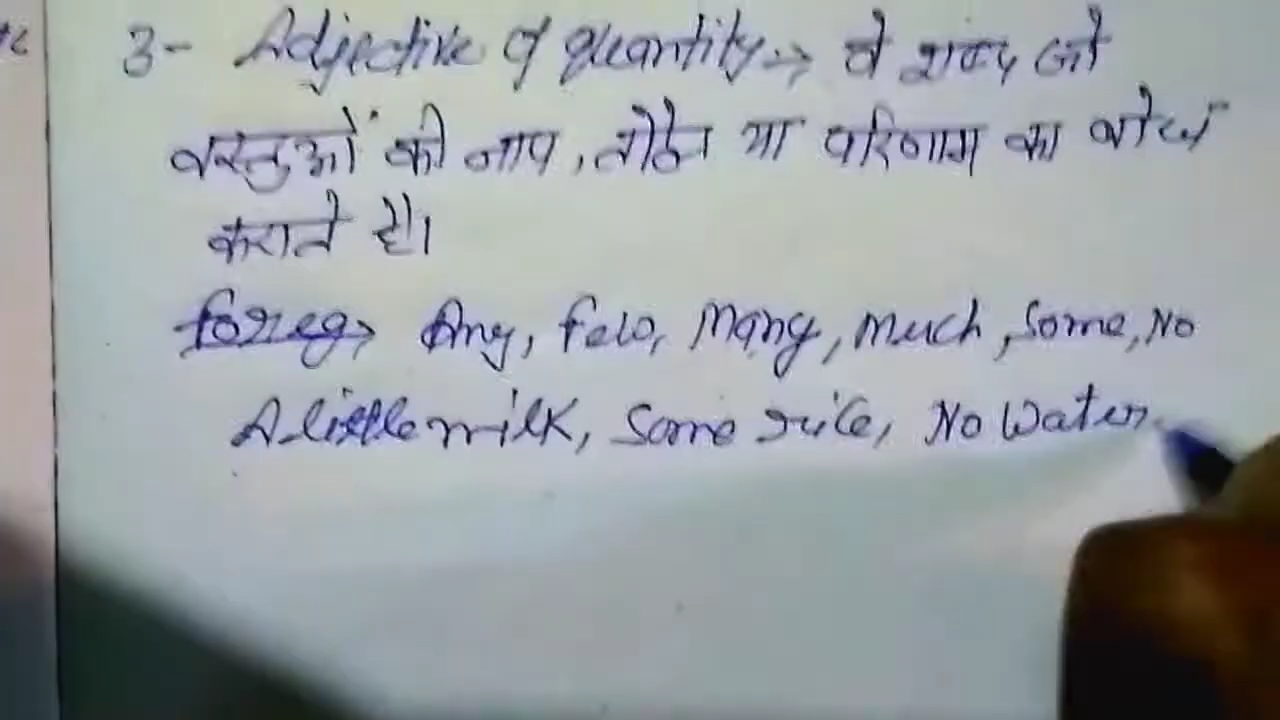 3- Adjective of quantity → वे शब्द जो
वस्तुओं की नाप, तोल या परिणाम का बोध
कराते है।
for eg → Any, few, Many, Much, Some, No
A little milk, Some rice, No Water